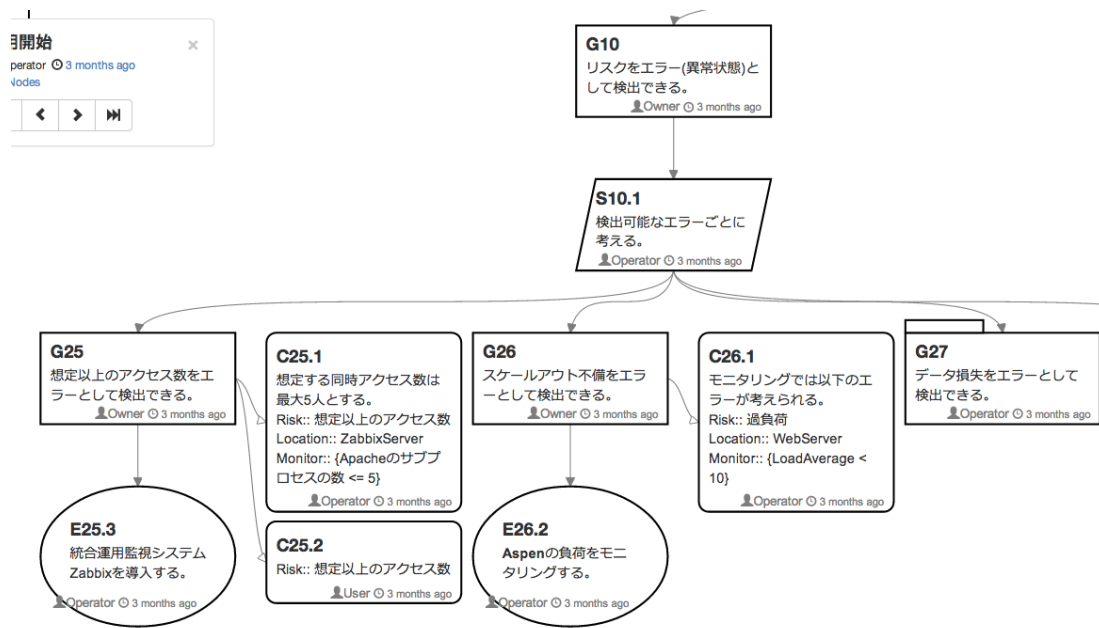 用開始
×
perator 3 months ago
Nodes
G10
リスクをエラー(異常状態)と
して検出できる。
Owner 3 months ago
S10.1
検出可能なエラーごとに
考える。
Operator 3 months ago
G25
想定以上のアクセス数をエ
ラーとして検出できる。
Owner 3 months ago
C25.1
想定する同時アクセス数は
最大5人とする。
Risk:: 想定以上のアクセス数
Location:: ZabbixServer
Monitor:: {Apacheのサブプ
ロセスの数 <= 5}
Operator 3 months ago
G26
スケールアウト不備をエラ
ーとして検出できる。
Owner 3 months ago
C26.1
モニタリングでは以下のエ
ラーが考えられる。
Risk:: 過負荷
Location:: WebServer
Monitor:: {LoadAverage <
10}
Operator 3 months ago
G27
データ損失をエラーとして
検出できる。
Operator 3 months ago
E25.3
統合運用監視システム
Zabbixを導入する。
Operator 3 months ago
C25.2
Risk:: 想定以上のアクセス数
User 3 months ago
E26.2
Aspenの負荷をモニ
タリングする。
Operator 3 months ago